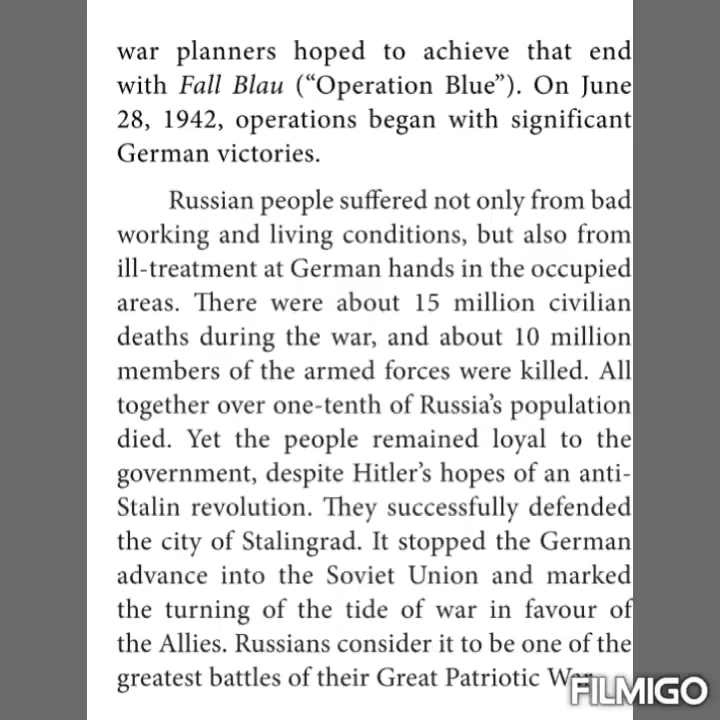 war planners hoped to achieve that end
with Fall Blau (“Operation Blue”). On June
28, 1942, operations began with significant
German victories.
Russian people suffered not only from bad
working and living conditions, but also from
ill-treatment at German hands in the occupied
areas. There were about 15 million civilian
deaths during the war, and about 10 million
members of the armed forces were killed. All
together over one-tenth of Russia’s population
died. Yet the people remained loyal to the
government, despite Hitler’s hopes of an anti-
Stalin revolution. They successfully defended
the city of Stalingrad. It stopped the German
advance into the Soviet Union and marked
the turning of the tide of war in favour of
the Allies. Russians consider it to be one of the
greatest battles of their Great Patriotic
FILMIGO